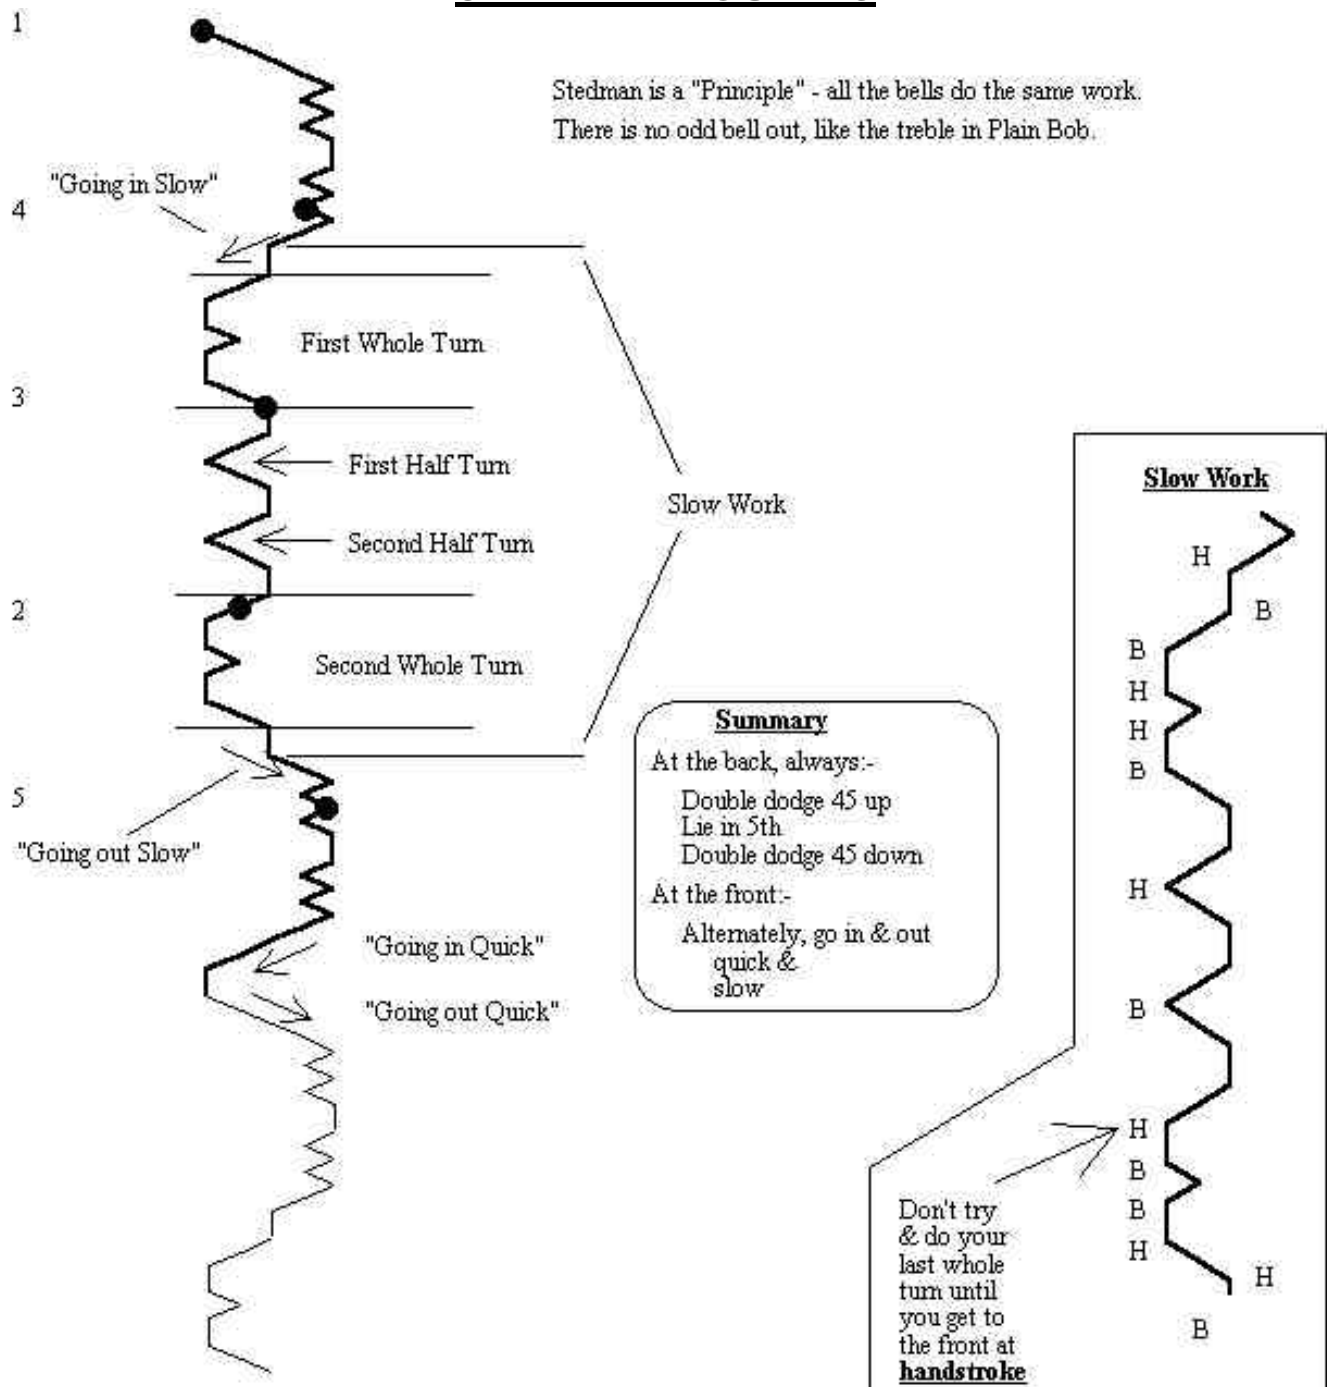 1
Stedman is a "Principle" - all the bells do the same work.
There is no odd bell out, like the treble in Plain Bob.
"Going in Slow"
4
First Whole Turn
3
First Half Turn
Slow Work
Second Half Turn
2
Second Whole Turn
5
"Going out Slow"
"Going in Quick"
"Going out Quick"
Summary
At the back, always:-
Double dodge 45 up
Lie in 5th
Double dodge 45 down
At the front:-
Alternately, go in & out
quick &
slow
Slow Work
H
B
B
H
H
B
H
B
H
B
B
H
H
B
Don't try
& do your
last whole
turn until
you get to
the front at
handstroke